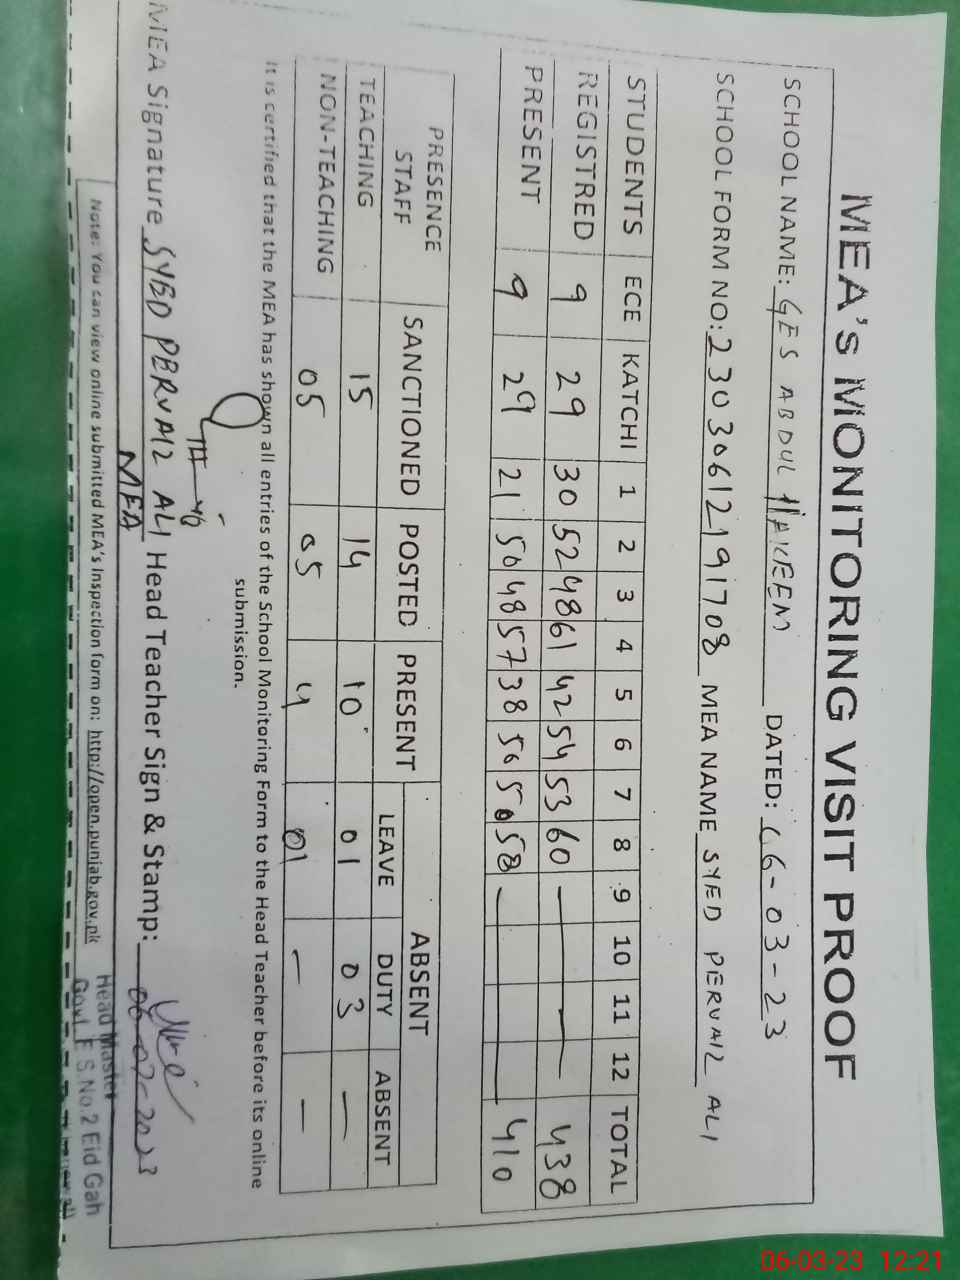 MEA'S MONITORING VISIT PROOF
SCHOOL NAME: GES ABDUL HAKEEM DATED: 06-03-23
SCHOOL FORM NO: 23030612191708 MEA NAME SYED PERVAIZ ALI
STUDENTS ECE KATCHI 1 2 3 4 5 6 7 8 9 10 11 12 TOTAL
REGISTRED 9 29 30 52 48 61 42 54 53 60 — — 438
PRESENT 9 29 21 50 48 57 38 50 50 58 — — 410
PRESENCE STAFF SANCTIONED POSTED PRESENT ABSENT
LEAVE DUTY ABSENT
TEACHING 15 14 10 01 03 —
NON-TEACHING 05 05 4 01 — —
It is certified that the MEA has shown all entries of the School Monitoring Form to the Head Teacher before its online
submission.
MEA Signature SYED PERVAIZ ALI Head Teacher Sign & Stamp:
MEA
Note: You can view online submitted MEA's Inspection form on: http://open.punjab.gov.pk
Head Master
Govt. E.S.No.2 Eid Gah
06-03-23 12:21